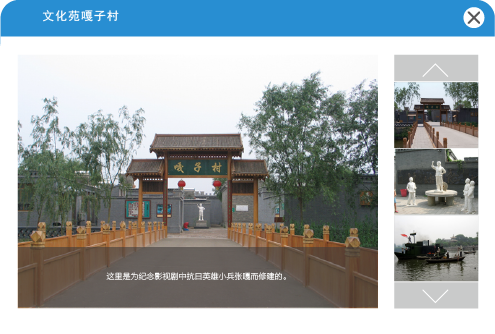 文化苑嘎子村
嘎子村
这里是为纪念影视剧中抗日英雄小兵张嘎而修建的。